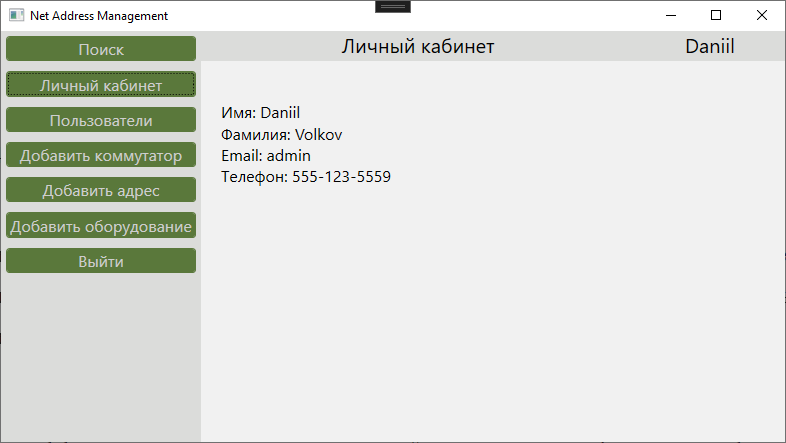 Net Address Management
Поиск
Личный кабинет
Пользователи
Добавить коммутатор
Добавить адрес
Добавить оборудование
Выйти
Личный кабинет
Daniil
Имя: Daniil
Фамилия: Volkov
Email: admin
Телефон: 555-123-5559